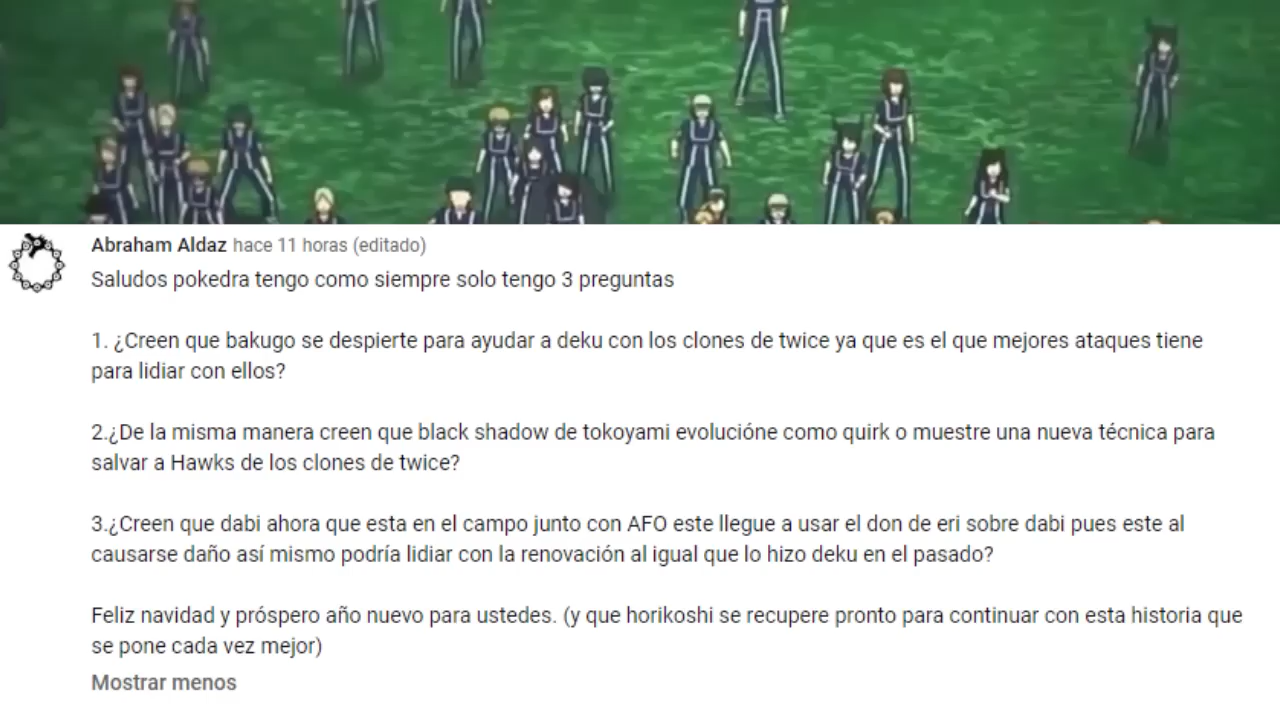 Abraham Aldaz hace 11 horas (editado)
Saludos pokedra tengo como siempre solo tengo 3 preguntas
1. ¿Creen que bakugo se despierte para ayudar a deku con los clones de twice ya que es el que mejores ataques tiene
para lidiar con ellos?
2.¿De la misma manera creen que black shadow de tokoyami evolucióne como quirk o muestre una nueva técnica para
salvar a Hawks de los clones de twice?
3.¿Creen que dabi ahora que esta en el campo junto con AFO este llegue a usar el don de eri sobre dabi pues este al
causarse daño así mismo podría lidiar con la renovación al igual que lo hizo deku en el pasado?
Feliz navidad y próspero año nuevo para ustedes. (y que horikoshi se recupere pronto para continuar con esta historia que
se pone cada vez mejor)
Mostrar menos